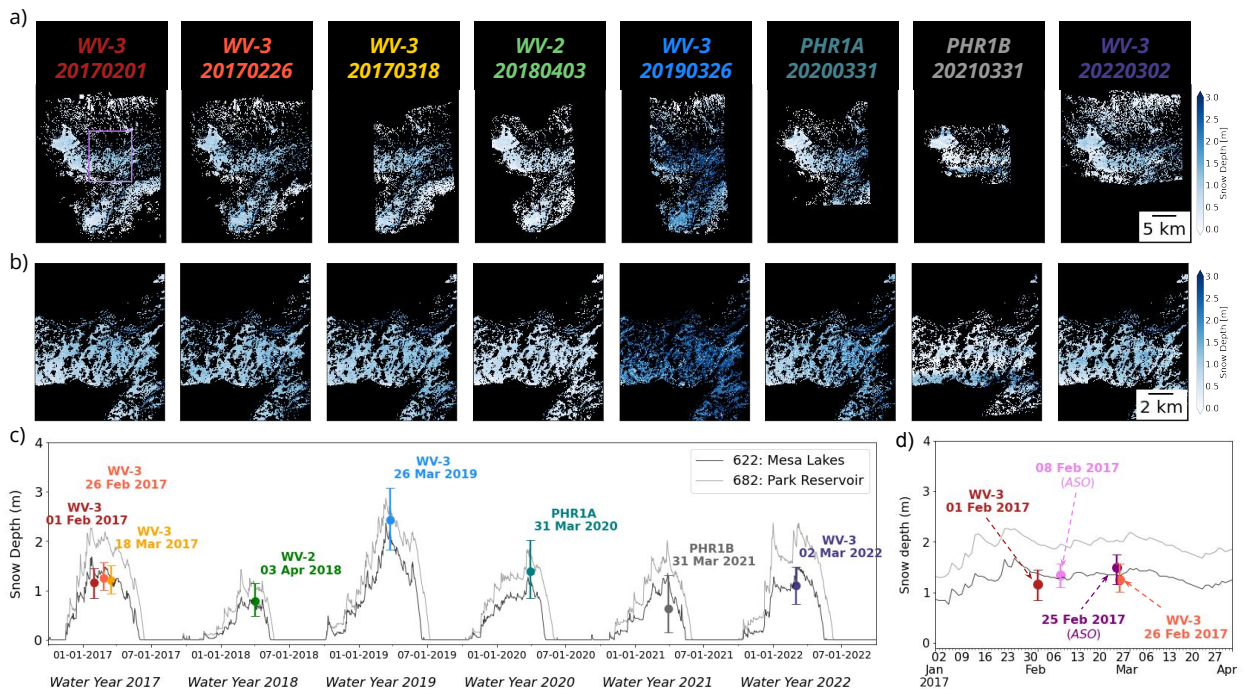 a)
WV-3
20170201
WV-3
20170226
WV-3
20170318
WV-2
20180403
WV-3
20190326
PHR1A
20200331
PHR1B
20210331
WV-3
20220302
3.0
2.5
2.0
1.5
1.0
0.5
0.0
Snow Depth [m]
5 km
b)
3.0
2.5
2.0
1.5
1.0
0.5
0.0
Snow Depth [m]
2 km
c)
4
3
2
1
0
Snow Depth (m)
WV-3
26 Feb 2017
WV-3
01 Feb 2017
WV-3
18 Mar 2017
WV-2
03 Apr 2018
WV-3
26 Mar 2019
PHR1A
31 Mar 2020
PHR1B
31 Mar 2021
WV-3
02 Mar 2022
622: Mesa Lakes
682: Park Reservoir
01-01-2017 07-01-2017 01-01-2018 07-01-2018 01-01-2019 07-01-2019 01-01-2020 07-01-2020 01-01-2021 07-01-2021 01-01-2022 07-01-2022
Water Year 2017 Water Year 2018 Water Year 2019 Water Year 2020 Water Year 2021 Water Year 2022
d)
4
3
2
1
0
Snow depth (m)
08 Feb 2017
(ASO)
WV-3
01 Feb 2017
25 Feb 2017
(ASO)
WV-3
26 Feb 2017
02 09 16 23 30 06 13 20 27 06 13 20 27
Jan Feb Mar Apr
2017